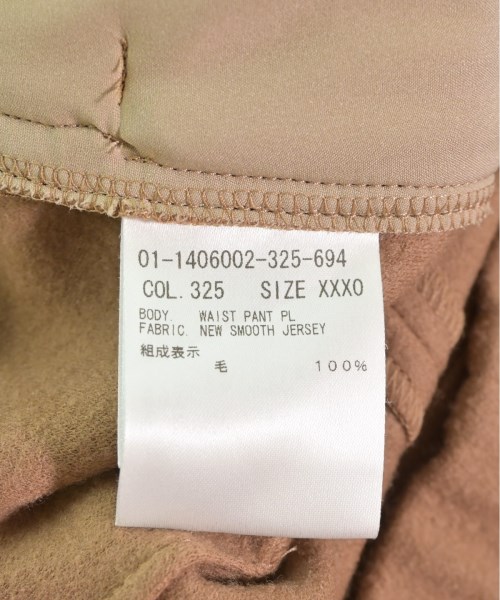 01-1406002-325-694
COL. 325 SIZE XXXO
BODY. WAIST PANT PL
FABRIC. NEW SMOOTH JERSEY
組成表示
毛 100%